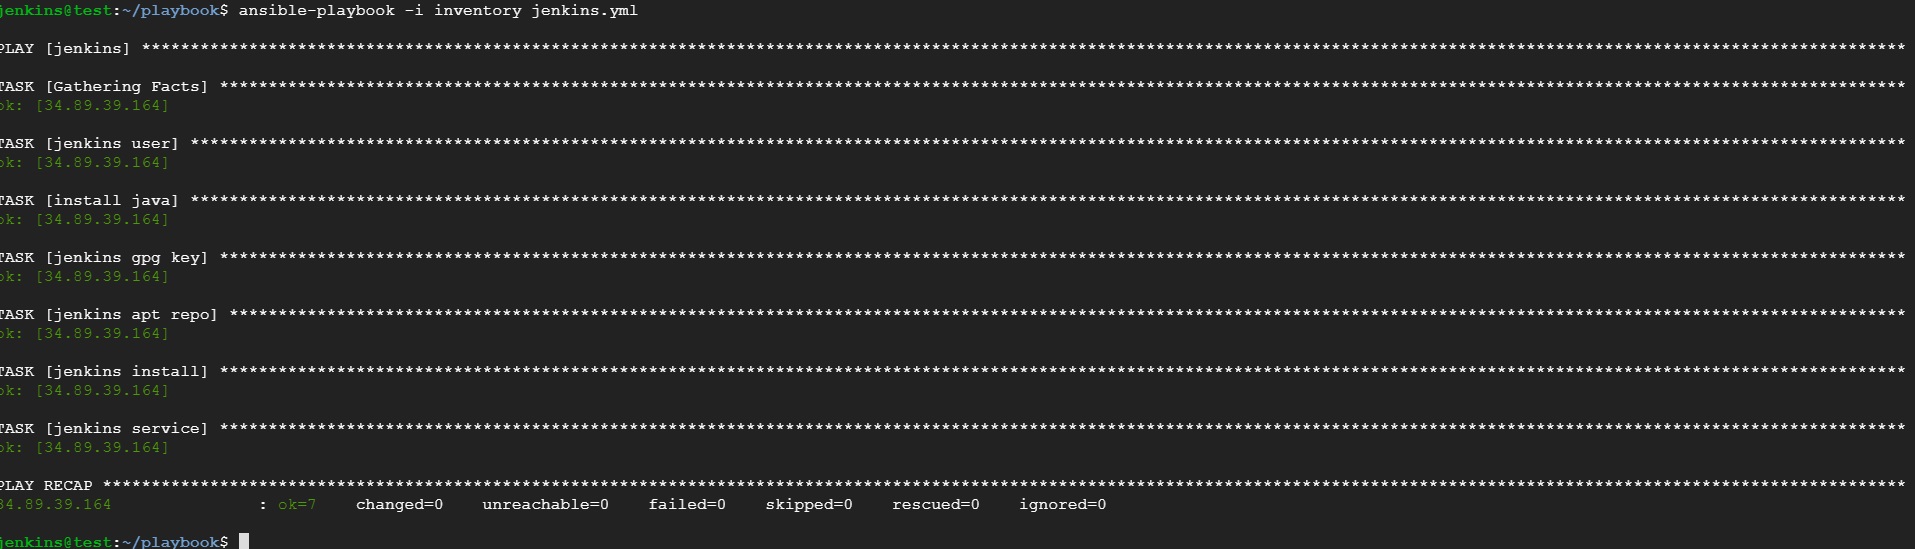 jenkins@test:~/playbook$ ansible-playbook -i inventory jenkins.yml
PLAY [jenkins] *************************************************************************************************************************************************************************************
TASK [Gathering Facts] *****************************************************************************************************************************************************************************
ok: [34.89.39.164]
TASK [jenkins user] ********************************************************************************************************************************************************************************
ok: [34.89.39.164]
TASK [install java] ********************************************************************************************************************************************************************************
ok: [34.89.39.164]
TASK [jenkins gpg key] *****************************************************************************************************************************************************************************
ok: [34.89.39.164]
TASK [jenkins apt repo] ****************************************************************************************************************************************************************************
ok: [34.89.39.164]
TASK [jenkins install] *****************************************************************************************************************************************************************************
ok: [34.89.39.164]
TASK [jenkins service] *****************************************************************************************************************************************************************************
ok: [34.89.39.164]
PLAY RECAP *****************************************************************************************************************************************************************************************
34.89.39.164               : ok=7    changed=0    unreachable=0    failed=0    skipped=0    rescued=0    ignored=0
jenkins@test:~/playbook$